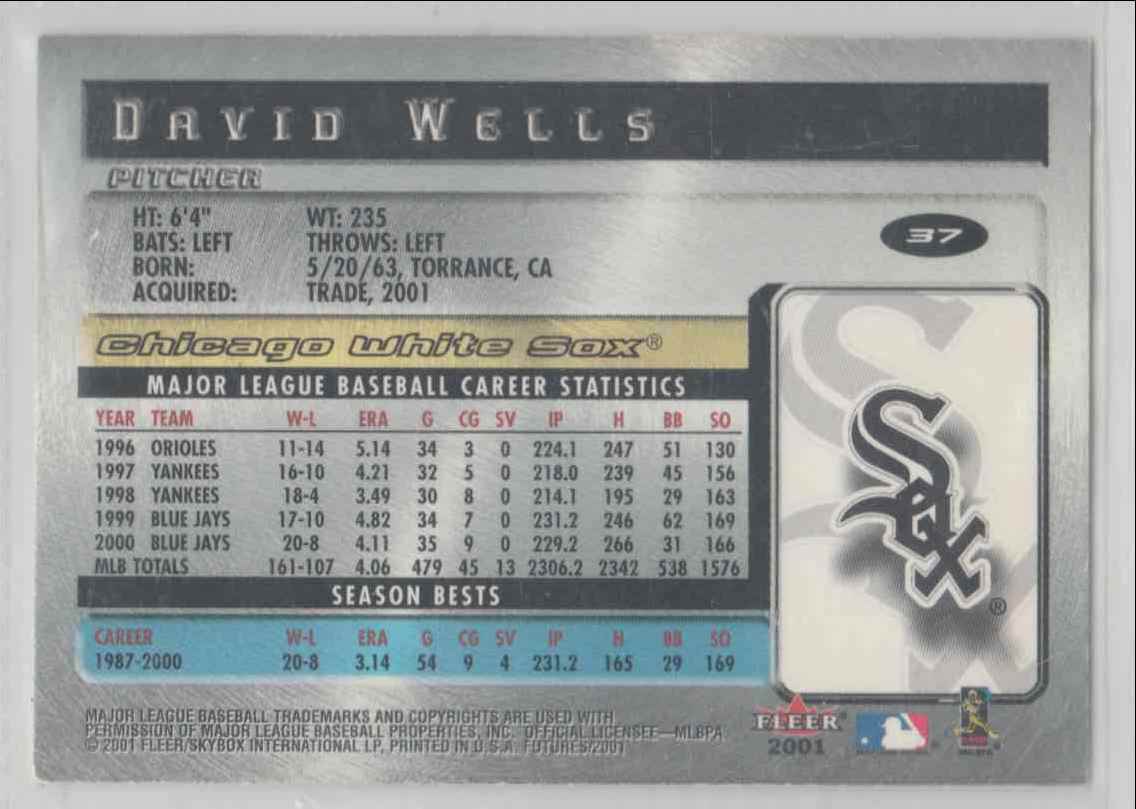 DAVID WELLS
PITCHER
HT: 6'4" WT: 235
BATS: LEFT THROWS: LEFT
BORN: 5/20/63, TORRANCE, CA
ACQUIRED: TRADE, 2001
37
Chicago White Sox®
MAJOR LEAGUE BASEBALL CAREER STATISTICS
YEAR TEAM W-L ERA G CG SV IP H BB SO
1996 ORIOLES 11-14 5.14 34 3 0 224.1 247 51 130
1997 YANKEES 16-10 4.21 32 5 0 218.0 239 45 156
1998 YANKEES 18-4 3.49 30 8 0 214.1 195 29 163
1999 BLUE JAYS 17-10 4.82 34 7 0 231.2 246 62 169
2000 BLUE JAYS 20-8 4.11 35 9 0 229.2 266 31 166
MLB TOTALS 161-107 4.06 479 45 13 2306.2 2342 538 1576
SEASON BESTS
CAREER W-L ERA G CG SV IP H BB SO
1987-2000 20-8 3.14 54 9 4 231.2 165 29 169
Sox
®
MAJOR LEAGUE BASEBALL TRADEMARKS AND COPYRIGHTS ARE USED WITH
PERMISSION OF MAJOR LEAGUE BASEBALL PROPERTIES, INC. OFFICIAL LICENSEE—MLBPA
© 2001 FLEER/SKYBOX INTERNATIONAL LP, PRINTED IN U.S.A. FUTURES/2001
FLEER
2001